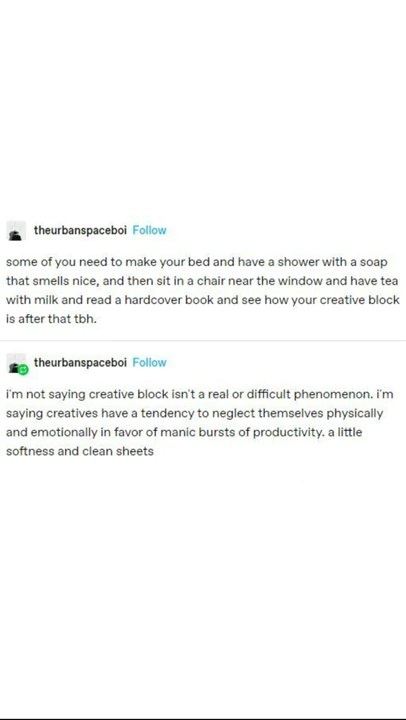 theurbanspaceboi Follow
some of you need to make your bed and have a shower with a soap
that smells nice, and then sit in a chair near the window and have tea
with milk and read a hardcover book and see how your creative block
is after that tbh.
theurbanspaceboi Follow
i'm not saying creative block isn't a real or difficult phenomenon. i'm
saying creatives have a tendency to neglect themselves physically
and emotionally in favor of manic bursts of productivity. a little
softness and clean sheets